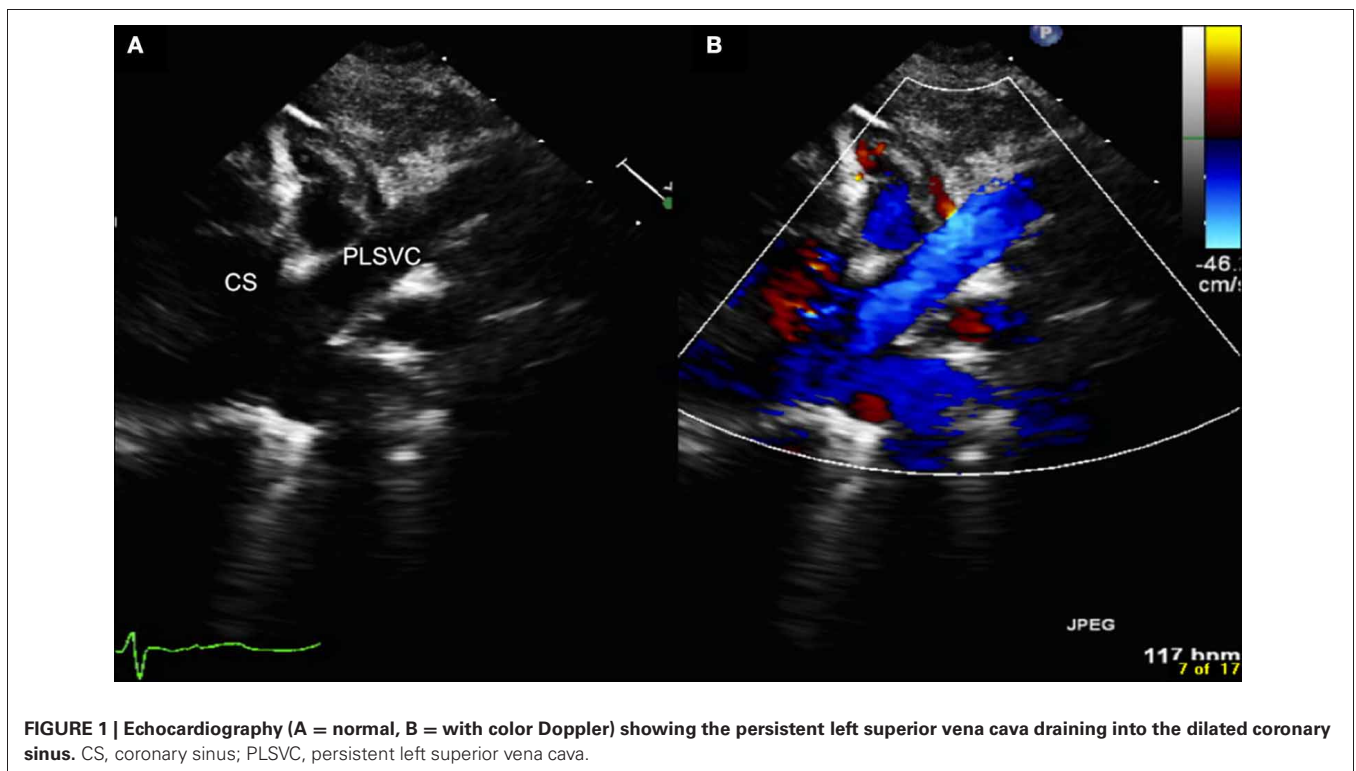 A
B
P
CS
PLSVC
-46.
cm/s
JPEG
117 bpm
7 of 17
FIGURE 1 | Echocardiography (A = normal, B = with color Doppler) showing the persistent left superior vena cava draining into the dilated coronary
sinus. CS, coronary sinus; PLSVC, persistent left superior vena cava.